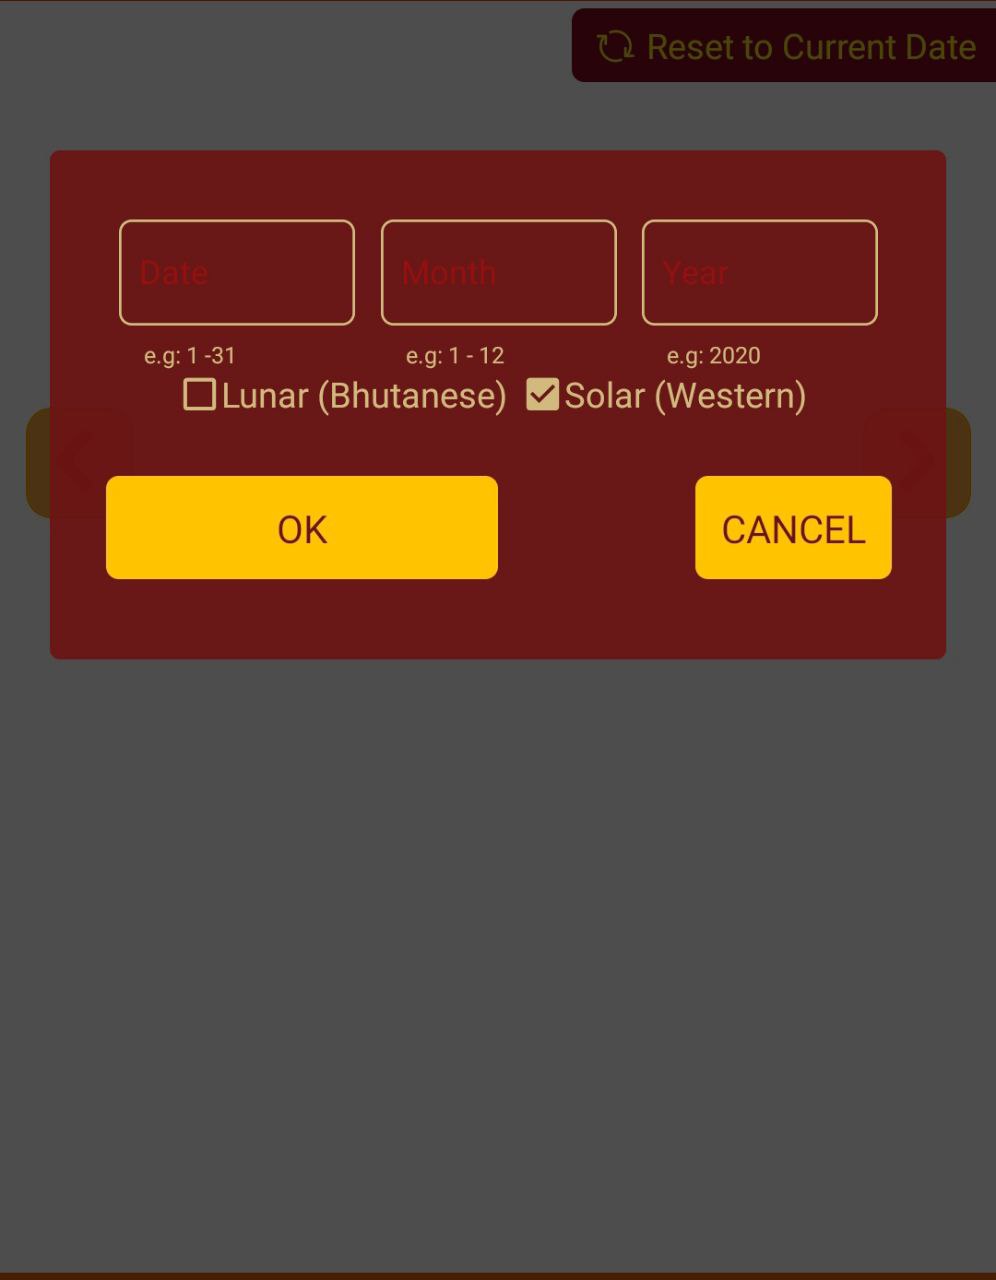 Reset to Current Date
Date Month Year
e.g: 1 -31 e.g: 1 - 12 e.g: 2020
Lunar (Bhutanese) Solar (Western)
OK CANCEL